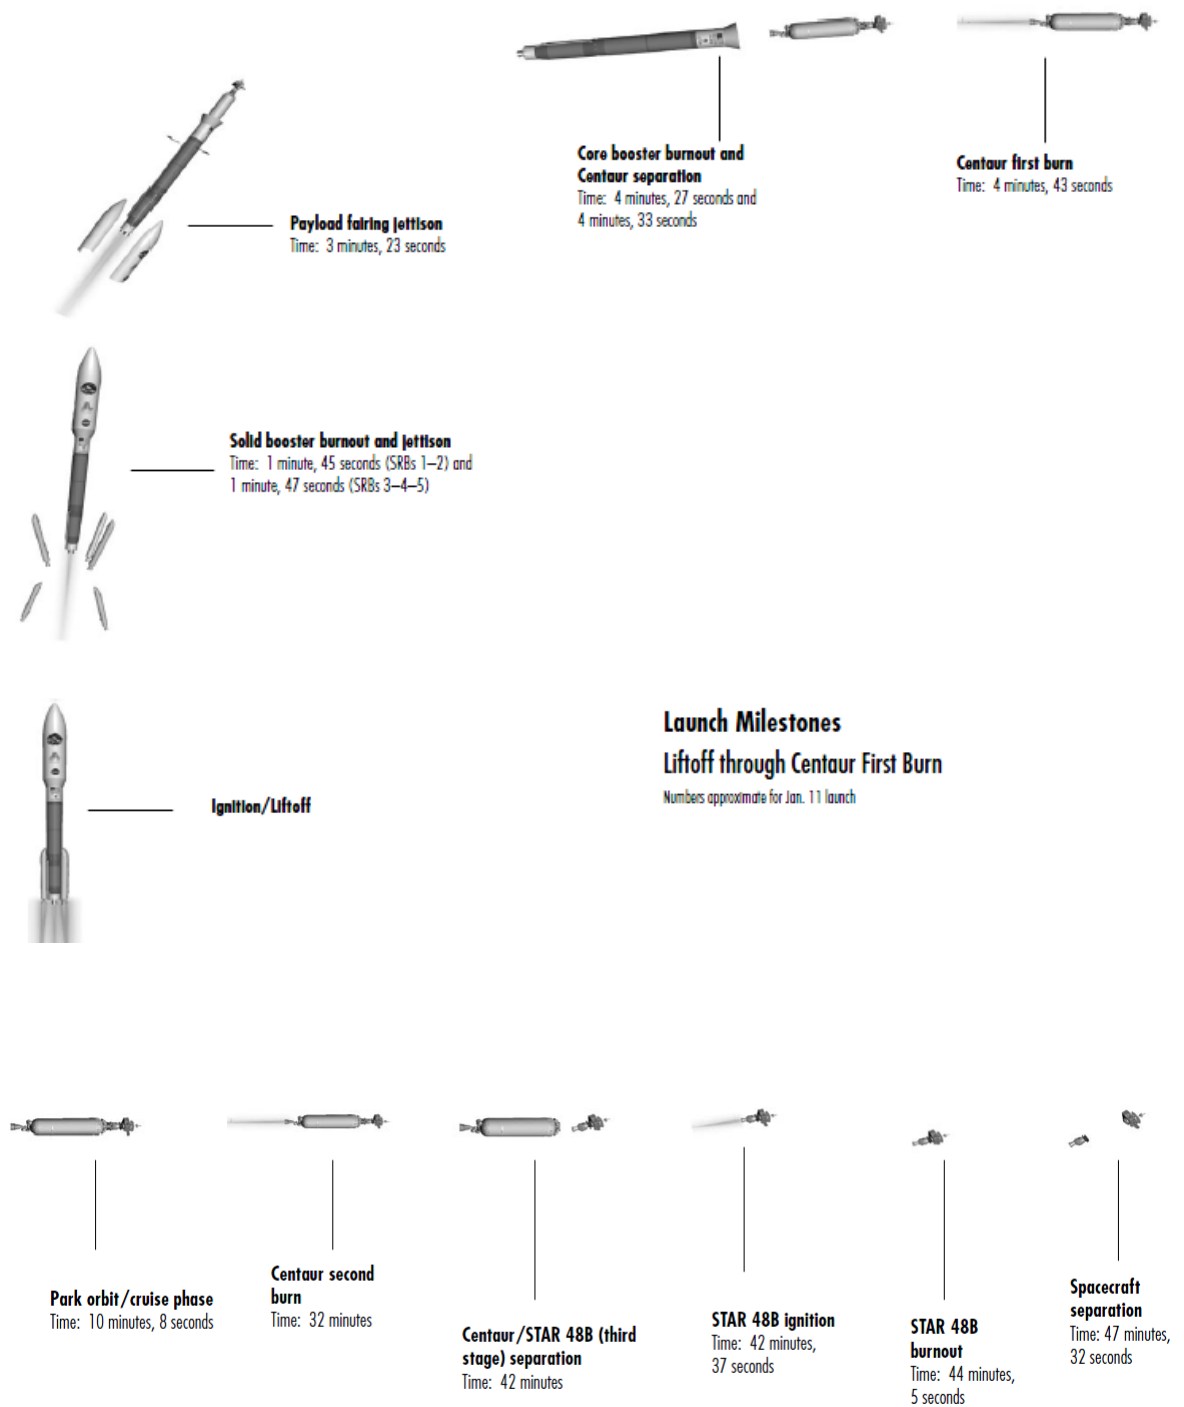 Core booster burnout and
Centaur separation
Time: 4 minutes, 27 seconds and
4 minutes, 33 seconds
Centaur first burn
Time: 4 minutes, 43 seconds
Payload fairing jettison
Time: 3 minutes, 23 seconds
Solid booster burnout and jettison
Time: 1 minute, 45 seconds (SRBs 1–2) and
1 minute, 47 seconds (SRBs 3–4–5)
Launch Milestones
Liftoff through Centaur First Burn
Numbers approximate for Jan. 11 launch
Ignition/Liftoff
Park orbit/cruise phase
Time: 10 minutes, 8 seconds
Centaur second
burn
Time: 32 minutes
Centaur/STAR 48B (third
stage) separation
Time: 42 minutes
STAR 48B ignition
Time: 42 minutes,
37 seconds
STAR 48B
burnout
Time: 44 minutes,
5 seconds
Spacecraft
separation
Time: 47 minutes,
32 seconds